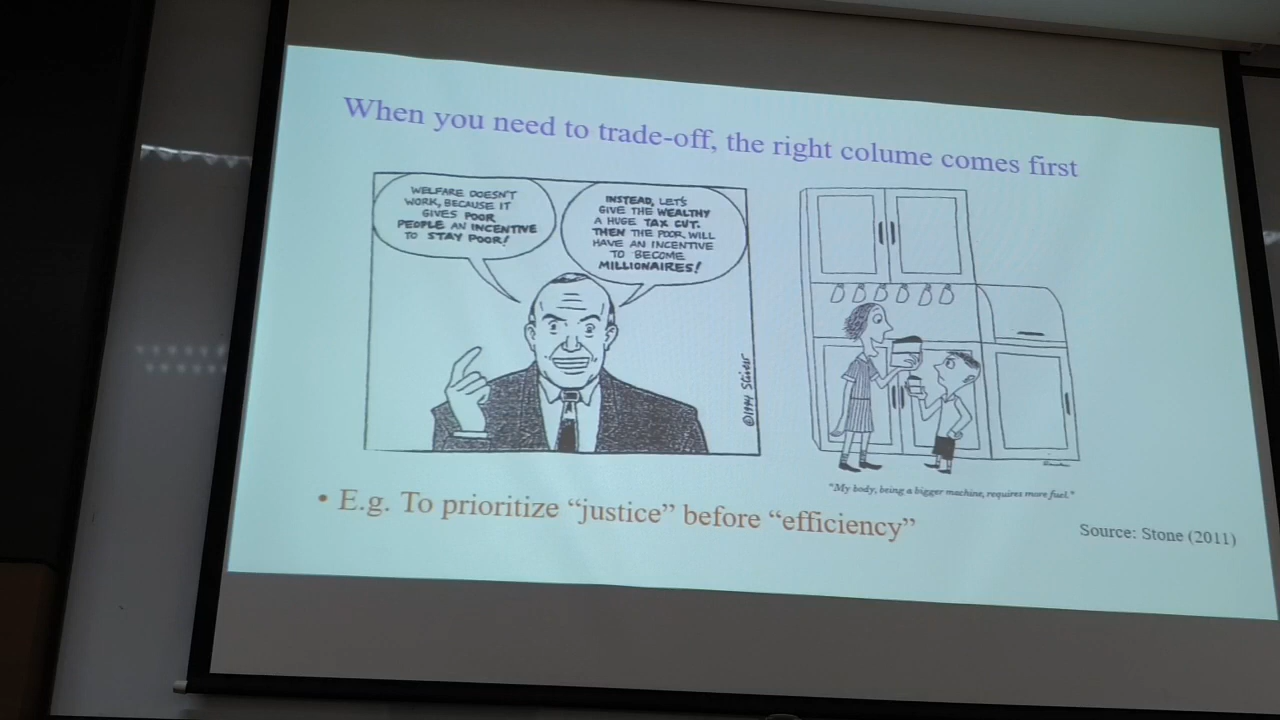 When you need to trade-off, the right colume comes first
WELFARE DOESN'T
WORK, BECAUSE IT
GIVES POOR
PEOPLE AN INCENTIVE
TO STAY POOR!
INSTEAD, LET'S
GIVE THE WEALTHY
A HUGE TAX CUT.
THEN THE POOR WILL
HAVE AN INCENTIVE
TO BECOME
MILLIONAIRES!
©1994 Stivers
"My body, being a bigger machine, requires more fuel."
• E.g. To prioritize “justice” before “efficiency”
Source: Stone (2011)